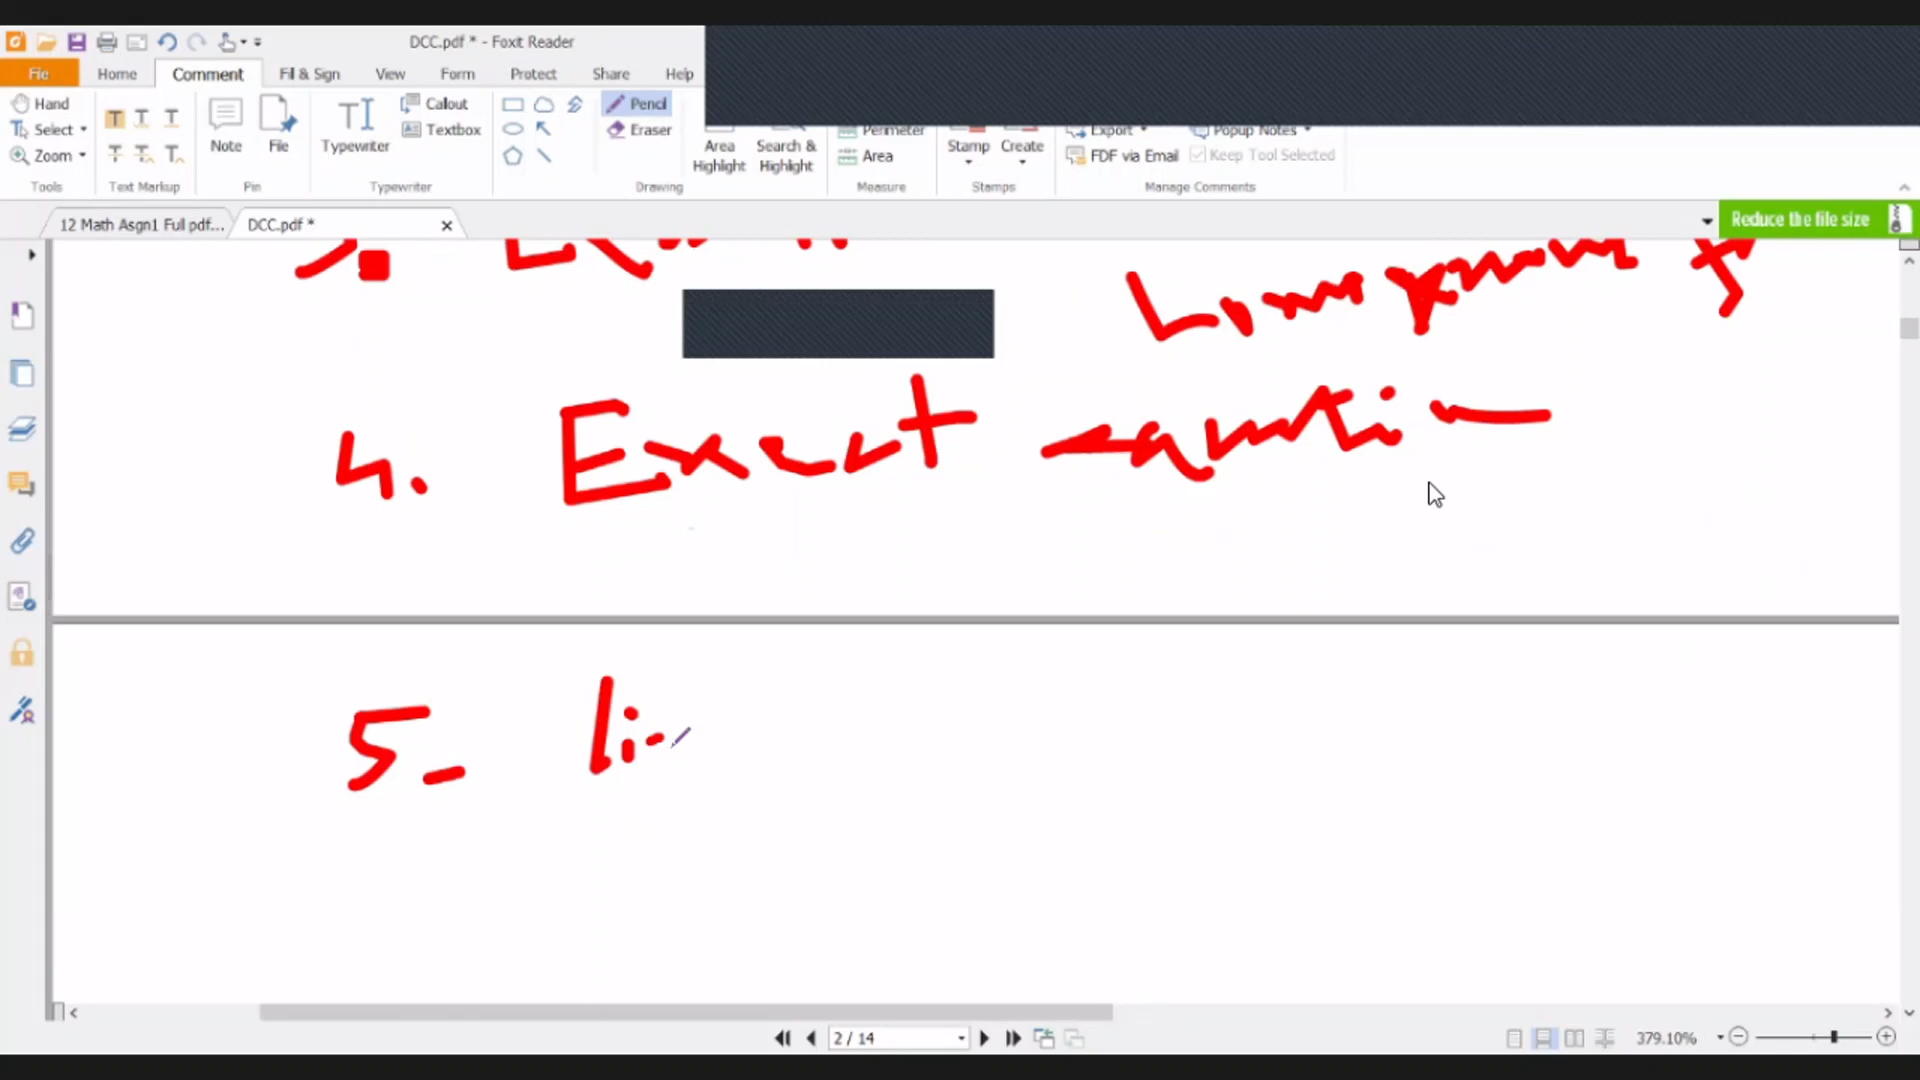 DCC.pdf * - Foxit Reader
File Home Comment Fill & Sign View Form Protect Share Help
Hand
Select
Zoom
Tools
Text Markup
Note
File
Pin
Typewriter
Typewriter
Callout
Textbox
Pencil
Eraser
Area Highlight
Search & Highlight
Drawing
Perimeter
Area
Measure
Stamp
Create
Stamps
Export
Popup Notes
FDF via Email
Keep Tool Selected
Manage Comments
12 Math Asgn1 Full pdf...
DCC.pdf *
Reduce the file size
4. Exact equation
5- lin
2 / 14
379.10%